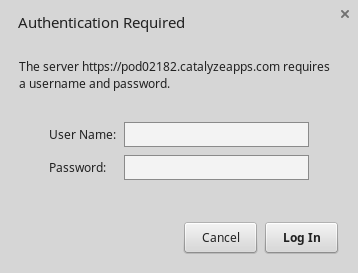 Authentication Required
The server https://pod02182.catalyzeapps.com requires
a username and password.
User Name:
Password:
Cancel
Log In